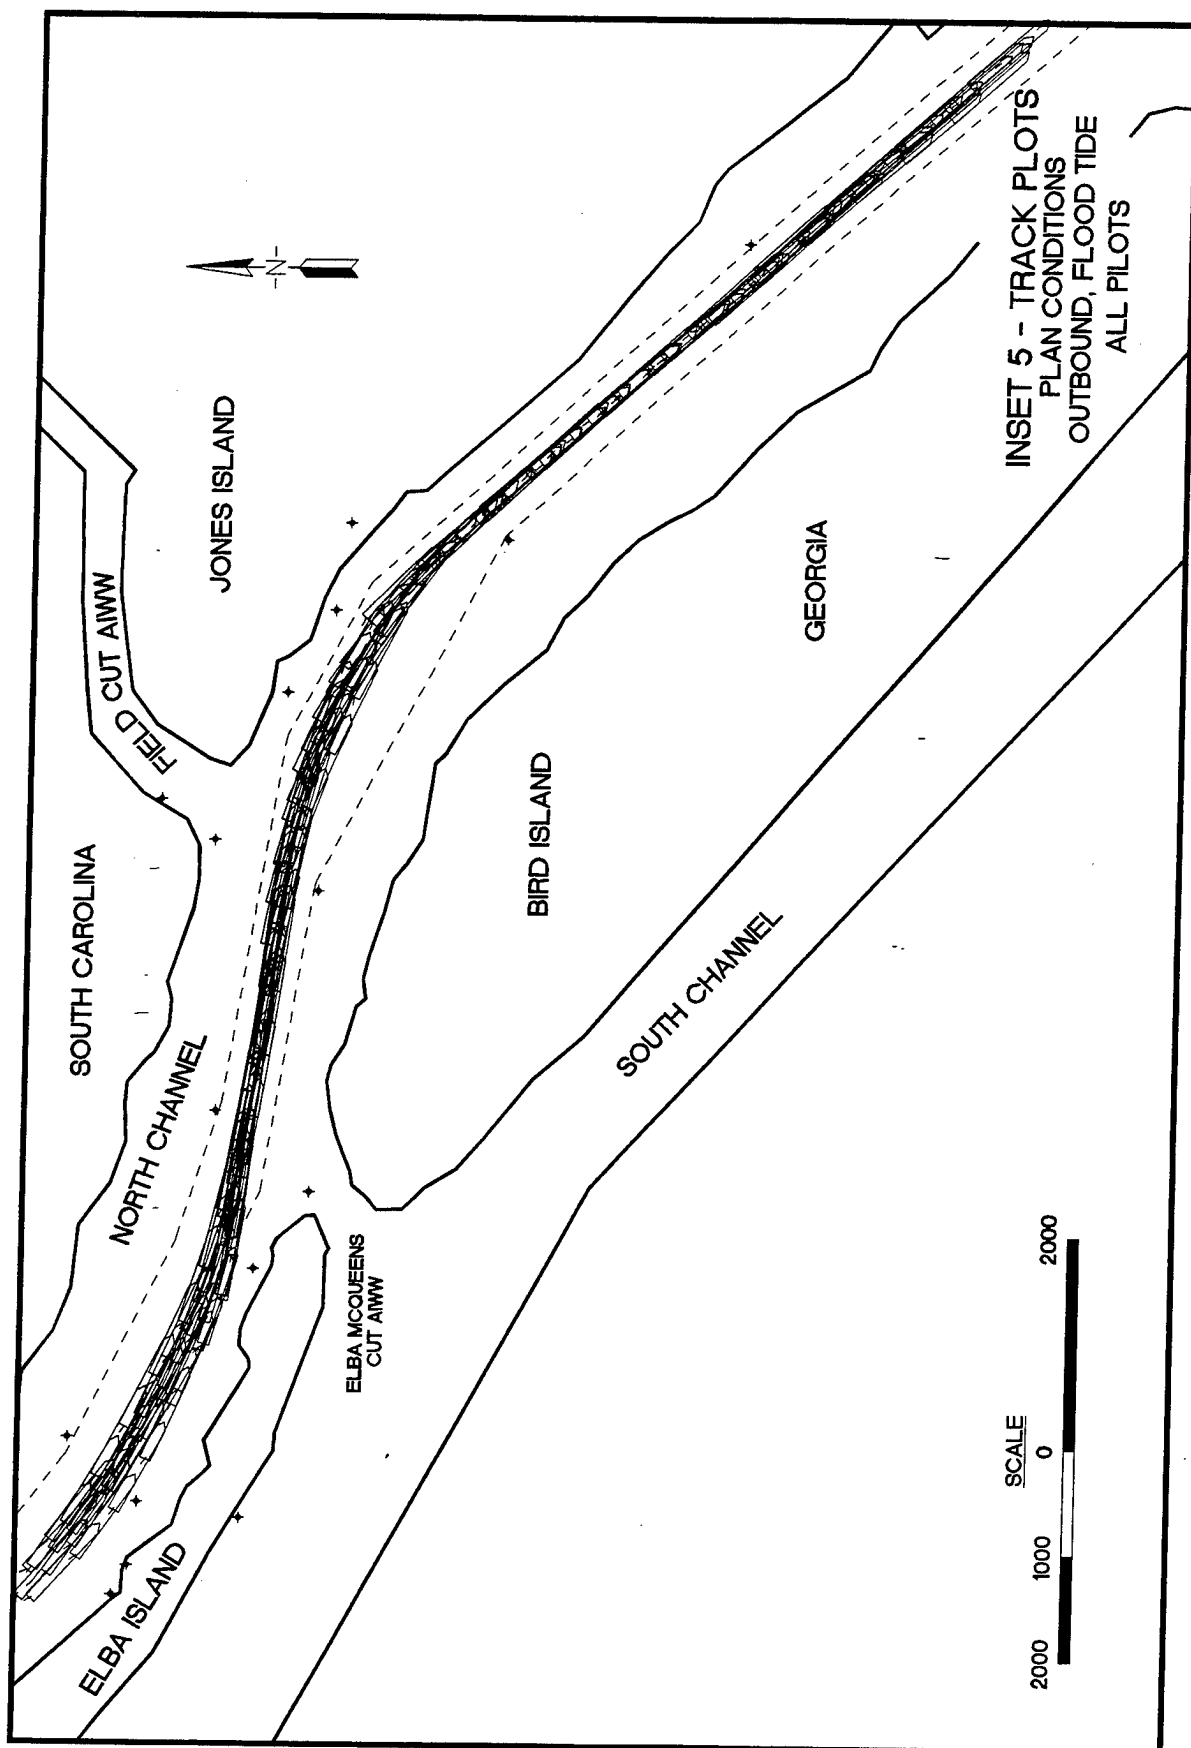 SOUTH CAROLINA
FIELD CUT AIWW
JONES ISLAND
-N-
NORTH CHANNEL
ELBA ISLAND
ELBA MCQUEENS
CUT AIWW
BIRD ISLAND
SOUTH CHANNEL
GEORGIA
SCALE
2000 1000 0 2000
INSET 5 - TRACK PLOTS
PLAN CONDITIONS
OUTBOUND, FLOOD TIDE
ALL PILOTS